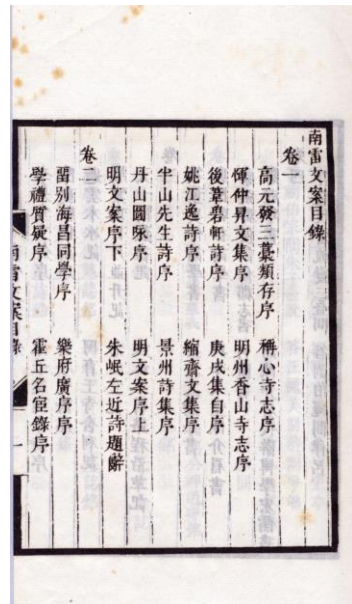 南雷文案目錄
卷一
高元發三藁類存序　稱心寺志序
惲仲昇文集序　明州香山寺志序
後葦碧軒詩序　庚戌集自序
姚江逸詩序　縮齋文集序
半山先生詩序　景州詩集序
丹山圖咏序　明文案序上
明文案序下　朱岷左近詩題辭
卷二
留別海昌同學序　樂府廣序序
學禮質疑序　霍丘名宦錄序
南雷文案目錄　一